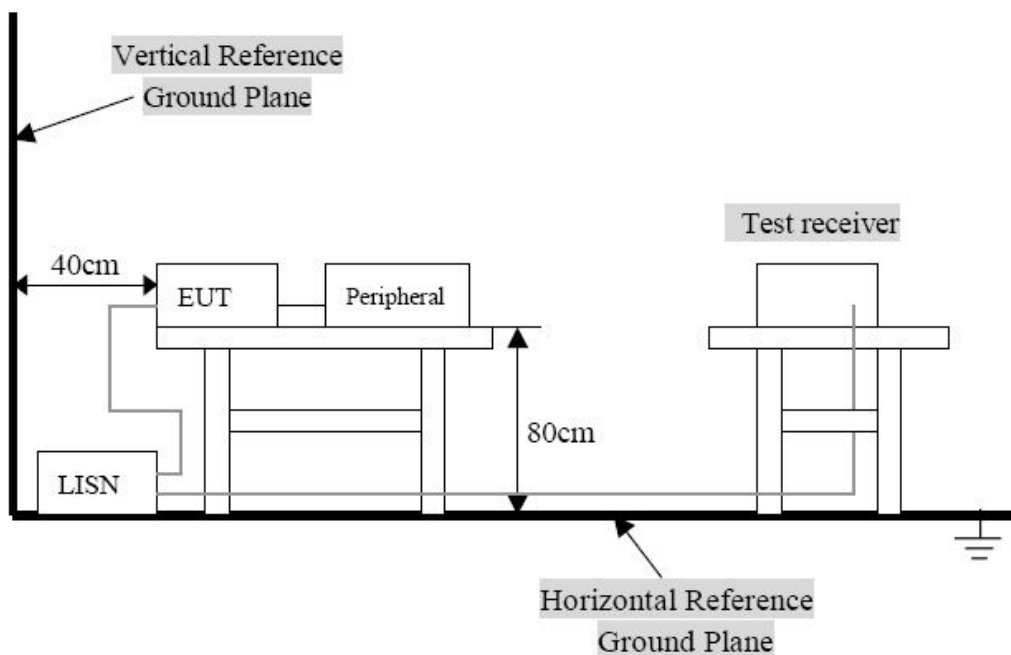 Vertical Reference
Ground Plane
Test receiver
40cm
EUT
Peripheral
80cm
LISN
Horizontal Reference
Ground Plane